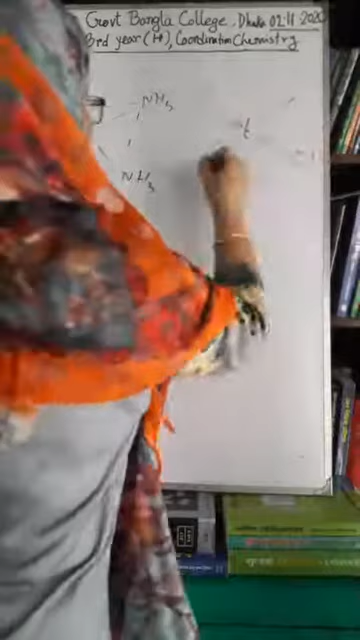 Govt Bangla College, Dhaka 02.11.2020
3rd year (H), Coordination Chemistry
NH3
NH3
t